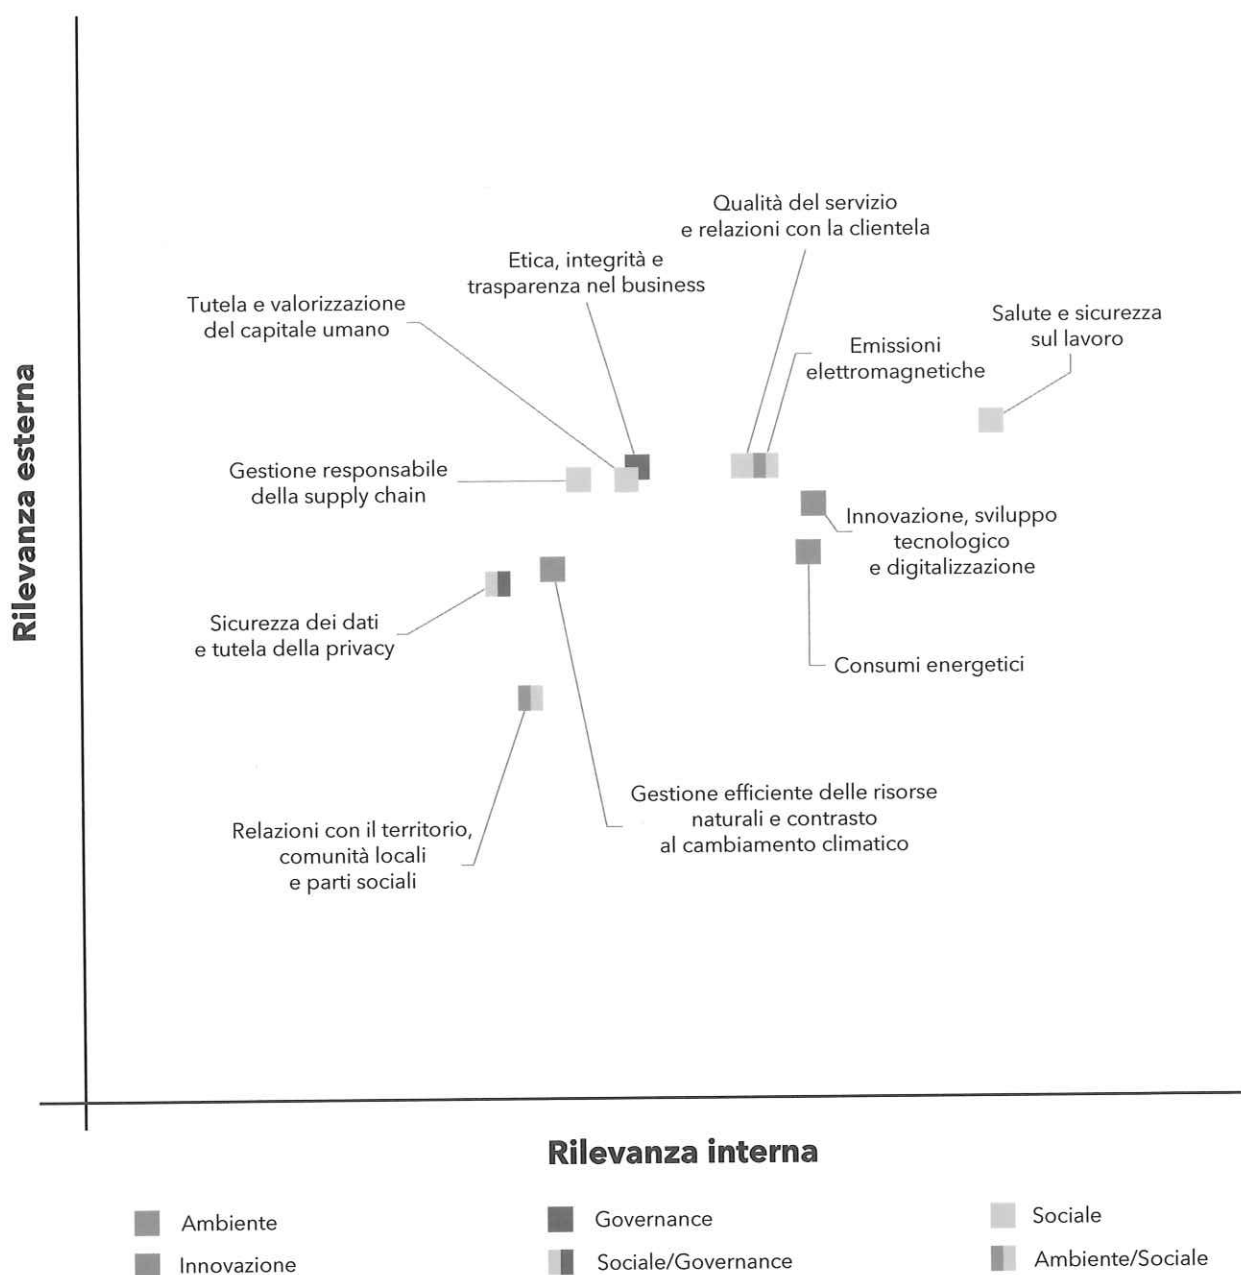 Qualità del servizio
e relazioni con la clientela
Etica, integrità e
trasparenza nel business
Tutela e valorizzazione
del capitale umano
Salute e sicurezza
sul lavoro
Emissioni
elettromagnetiche
Rilevanza esterna
Gestione responsabile
della supply chain
Innovazione, sviluppo
tecnologico
e digitalizzazione
Sicurezza dei dati
e tutela della privacy
Consumi energetici
Gestione efficiente delle risorse
naturali e contrasto
al cambiamento climatico
Relazioni con il territorio,
comunità locali
e parti sociali
Rilevanza interna
Ambiente
Governance
Sociale
Innovazione
Sociale/Governance
Ambiente/Sociale